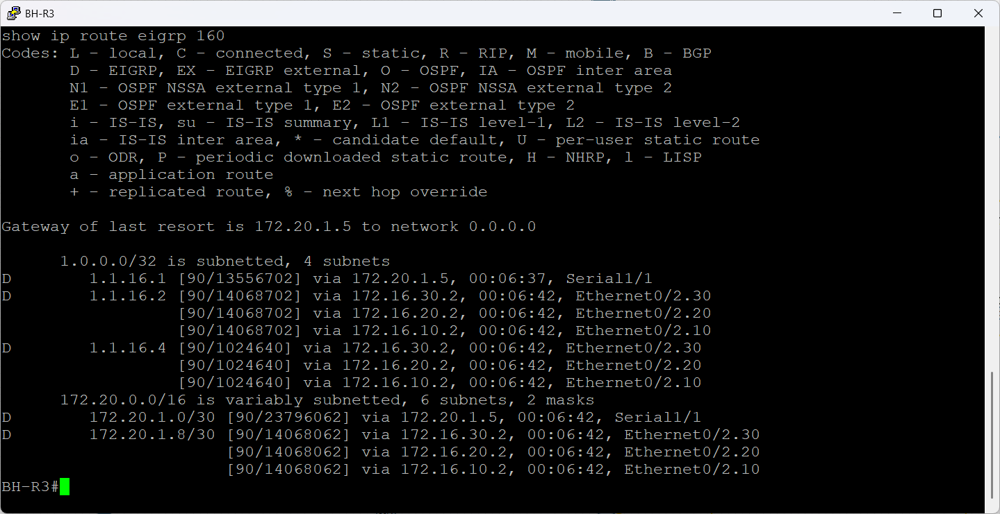 BH-R3
show ip route eigrp 160
Codes: L - local, C - connected, S - static, R - RIP, M - mobile, B - BGP
       D - EIGRP, EX - EIGRP external, O - OSPF, IA - OSPF inter area
       N1 - OSPF NSSA external type 1, N2 - OSPF NSSA external type 2
       E1 - OSPF external type 1, E2 - OSPF external type 2
       i - IS-IS, su - IS-IS summary, L1 - IS-IS level-1, L2 - IS-IS level-2
       ia - IS-IS inter area, * - candidate default, U - per-user static route
       o - ODR, P - periodic downloaded static route, H - NHRP, l - LISP
       a - application route
       + - replicated route, % - next hop override
Gateway of last resort is 172.20.1.5 to network 0.0.0.0
      1.0.0.0/32 is subnetted, 4 subnets
D        1.1.16.1 [90/13556702] via 172.20.1.5, 00:06:37, Serial1/1
D        1.1.16.2 [90/14068702] via 172.16.30.2, 00:06:42, Ethernet0/2.30
                  [90/14068702] via 172.16.20.2, 00:06:42, Ethernet0/2.20
                  [90/14068702] via 172.16.10.2, 00:06:42, Ethernet0/2.10
D        1.1.16.4 [90/1024640] via 172.16.30.2, 00:06:42, Ethernet0/2.30
                  [90/1024640] via 172.16.20.2, 00:06:42, Ethernet0/2.20
                  [90/1024640] via 172.16.10.2, 00:06:42, Ethernet0/2.10
      172.20.0.0/16 is variably subnetted, 6 subnets, 2 masks
D        172.20.1.0/30 [90/23796062] via 172.20.1.5, 00:06:42, Serial1/1
D        172.20.1.8/30 [90/14068062] via 172.16.30.2, 00:06:42, Ethernet0/2.30
                       [90/14068062] via 172.16.20.2, 00:06:42, Ethernet0/2.20
                       [90/14068062] via 172.16.10.2, 00:06:42, Ethernet0/2.10
BH-R3#